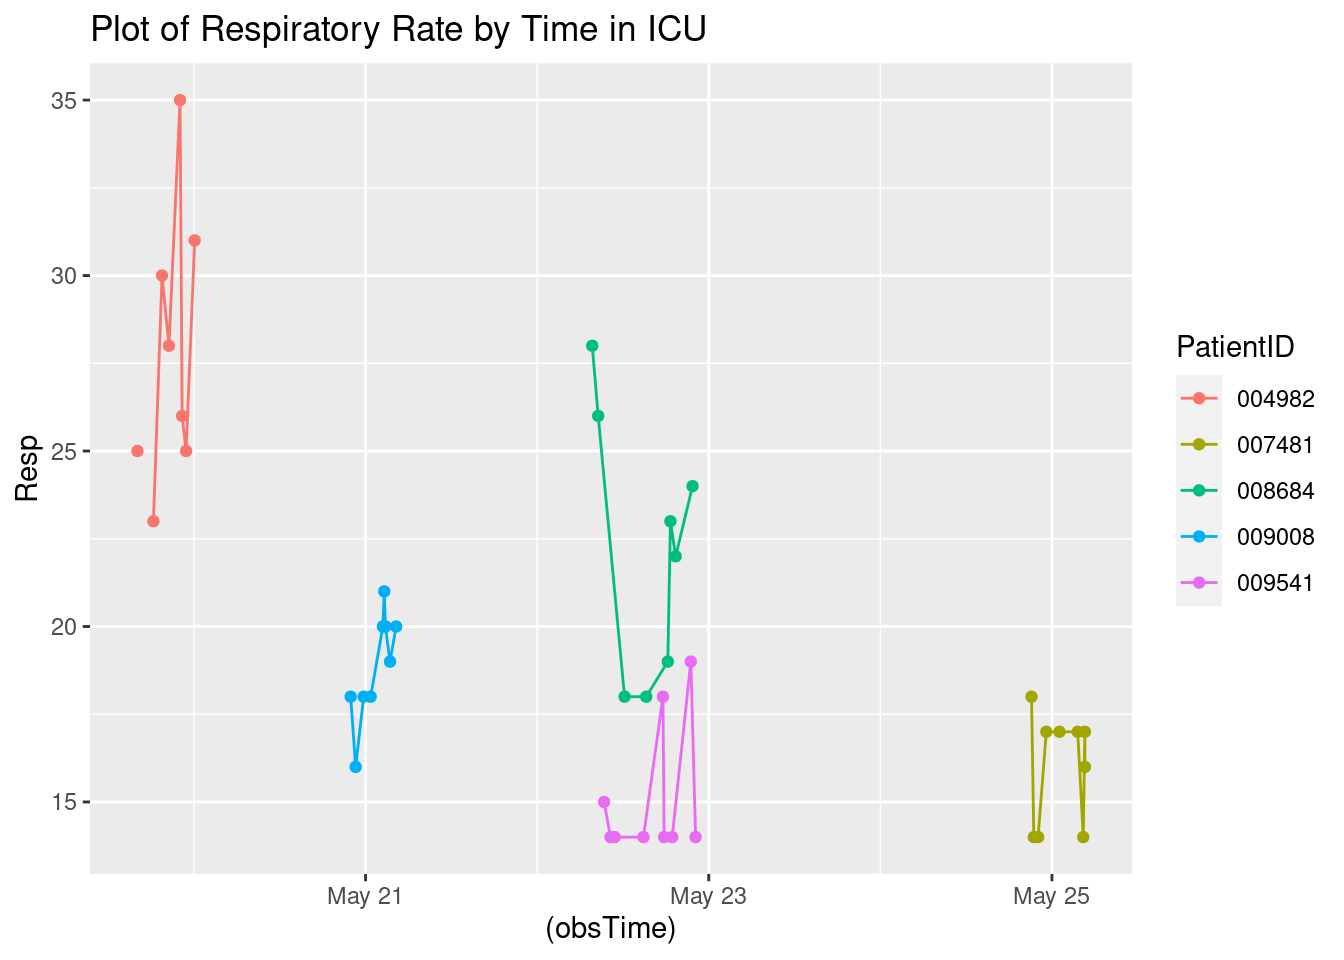 Plot of Respiratory Rate by Time in ICU
35
30
25
20
15
Resp
May 21
May 23
May 25
(obsTime)
PatientID
004982
007481
008684
009008
009541